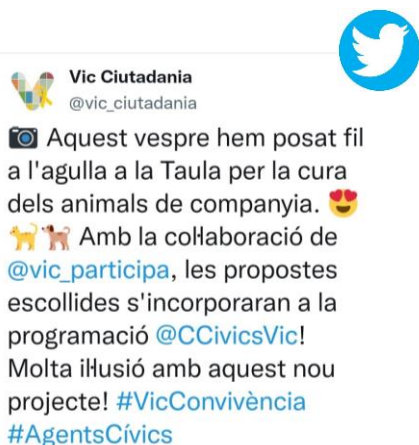 Vic Ciutadania
@vic_ciutadania
📷 Aquest vespre hem posat fil
a l'agulla a la Taula per la cura
dels animals de companyia. 😍
🐈🐕 Amb la col·laboració de
@vic_participa, les propostes
escollides s'incorporaran a la
programació @CCivicsVic!
Molta il·lusió amb aquest nou
projecte! #VicConvivència
#AgentsCívics